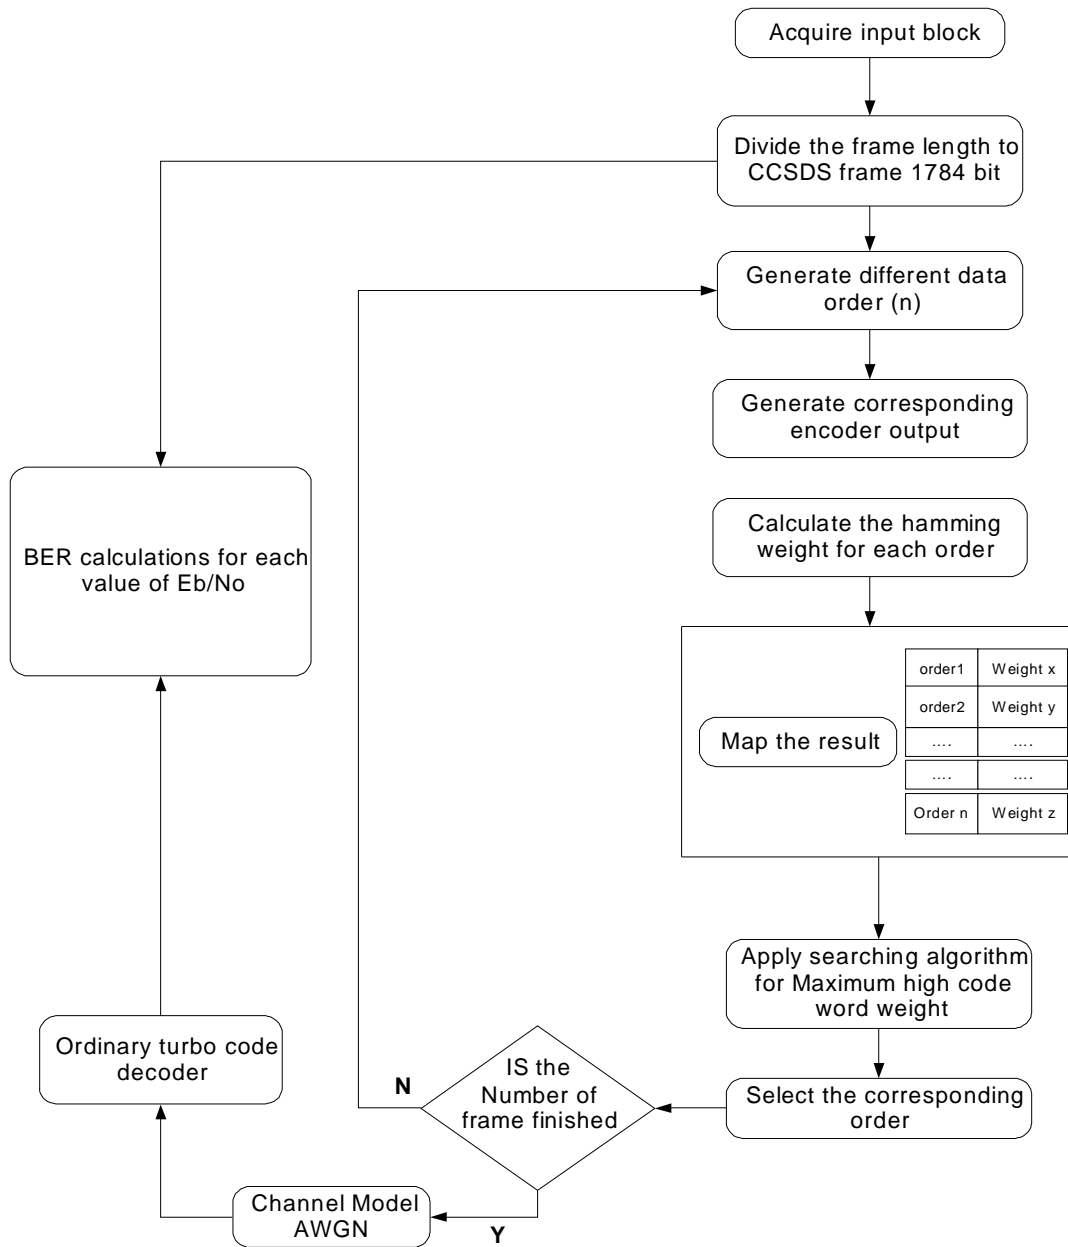 Acquire input block
Divide the frame length to
CCSDS frame 1784 bit
Generate different data
order (n)
Generate corresponding
encoder output
Calculate the hamming
weight for each order
BER calculations for each
value of Eb/No
Map the result
order1 Weight x
order2 Weight y
.... ....
.... ....
Order n Weight z
Apply searching algorithm
for Maximum high code
word weight
Select the corresponding
order
IS the
Number of
frame finished
N
Y
Ordinary turbo code
decoder
Channel Model
AWGN